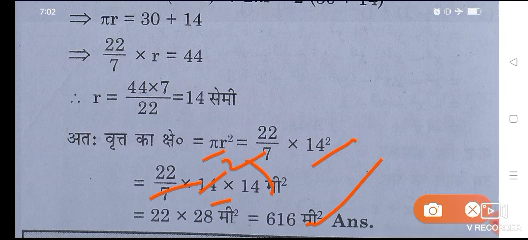 7:02
⇒ πr = 30 + 14
⇒ 22/7 × r = 44
∴ r = 44×7/22 = 14 सेमी
अतः वृत्त का क्षे० = πr² = 22/7 × 14²
= 22/7 × 14 × 14 मी²
= 22 × 28 मी² = 616 मी² Ans.
V RECORDER